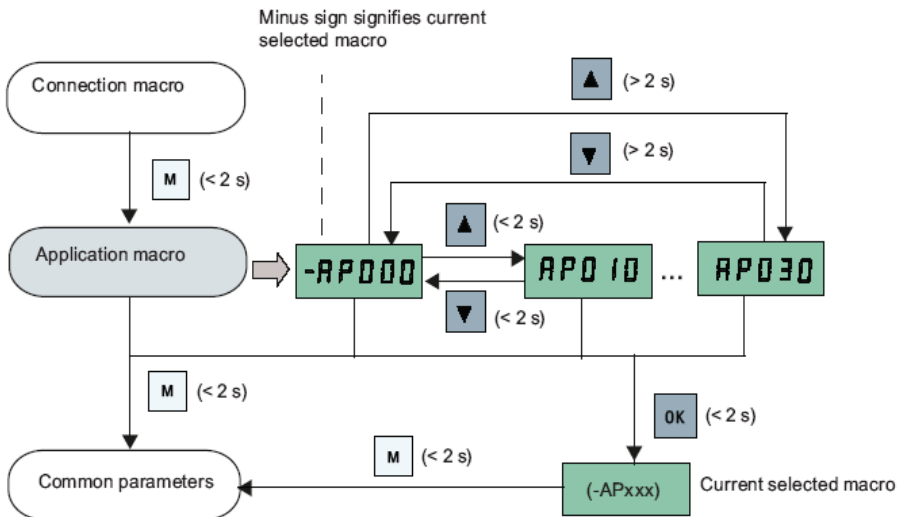 Minus sign signifies current
selected macro
Connection macro
▲ (> 2 s)
▼ (> 2 s)
M (< 2 s)
▲ (< 2 s)
Application macro
-AP000
AP010 ... AP030
▼ (< 2 s)
M (< 2 s)
OK (< 2 s)
M (< 2 s)
Common parameters
(-APxxx)
Current selected macro